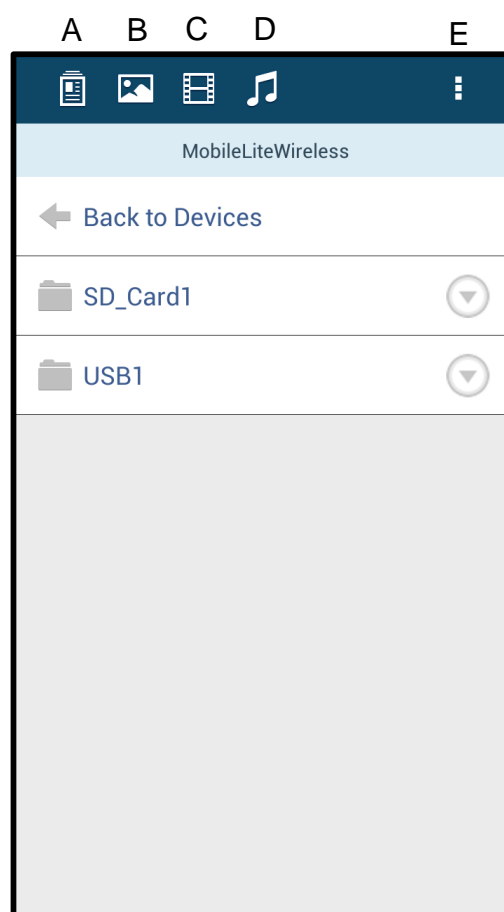 A B C D E
MobileLiteWireless
Back to Devices
SD_Card1
USB1